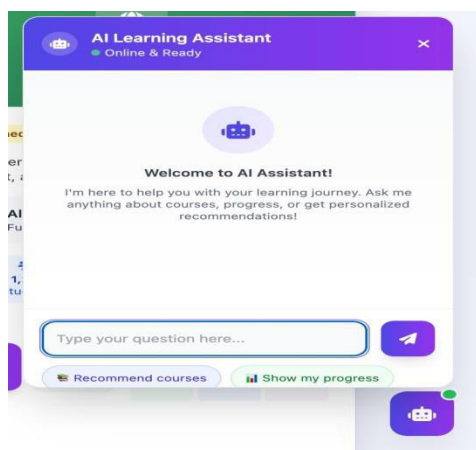 AI Learning Assistant
Online & Ready
Welcome to AI Assistant!
I'm here to help you with your learning journey. Ask me
anything about courses, progress, or get personalized
recommendations!
Type your question here...
Recommend courses
Show my progress